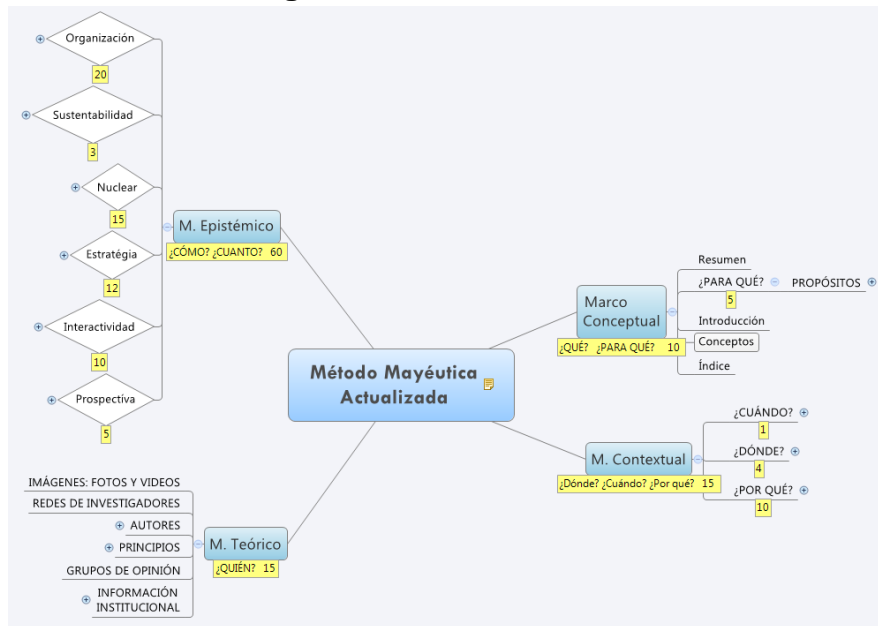 Organización
20
Sustentabilidad
3
Nuclear
15
Estratégia
12
Interactividad
10
Prospectiva
5
M. Epistémico
¿CÓMO? ¿CUANTO? 60
Método Mayéutica
Actualizada
Marco
Conceptual
¿QUÉ? ¿PARA QUÉ? 10
Resumen
¿PARA QUÉ?
5
PROPÓSITOS
Introducción
Conceptos
Índice
M. Contextual
¿Dónde? ¿Cuándo? ¿Por qué? 15
¿CUÁNDO?
1
¿DÓNDE?
4
¿POR QUÉ?
10
IMÁGENES: FOTOS Y VIDEOS
REDES DE INVESTIGADORES
AUTORES
PRINCIPIOS
GRUPOS DE OPINIÓN
INFORMACIÓN
INSTITUCIONAL
M. Teórico
¿QUIÉN? 15